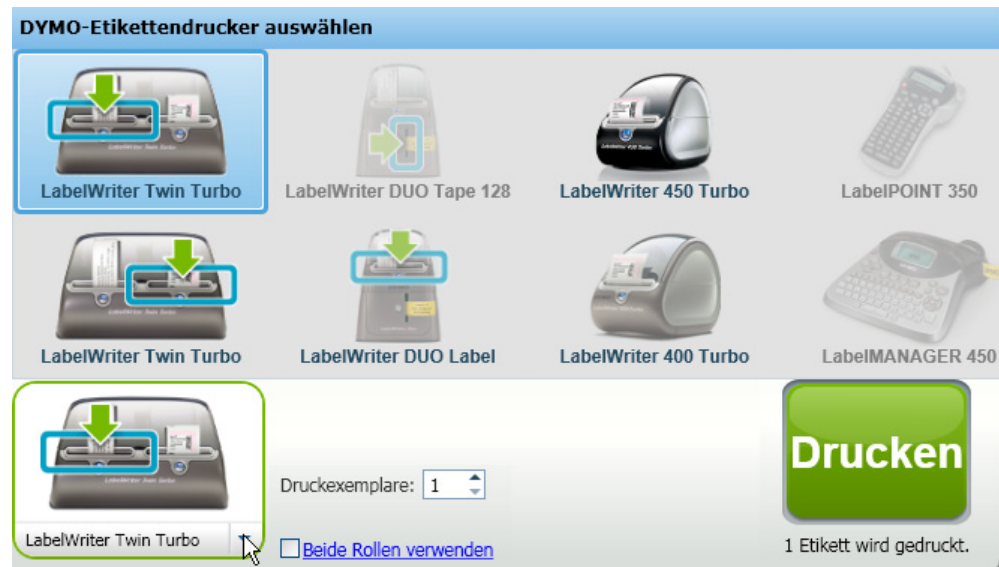 DYMO-Etikettendrucker auswählen
LabelWriter Twin Turbo
LabelWriter DUO Tape 128
LabelWriter 450 Turbo
LabelPOINT 350
LabelWriter Twin Turbo
LabelWriter DUO Label
LabelWriter 400 Turbo
LabelMANAGER 450
Druckexemplare: 1
Drucken
LabelWriter Twin Turbo
Beide Rollen verwenden
1 Etikett wird gedruckt.